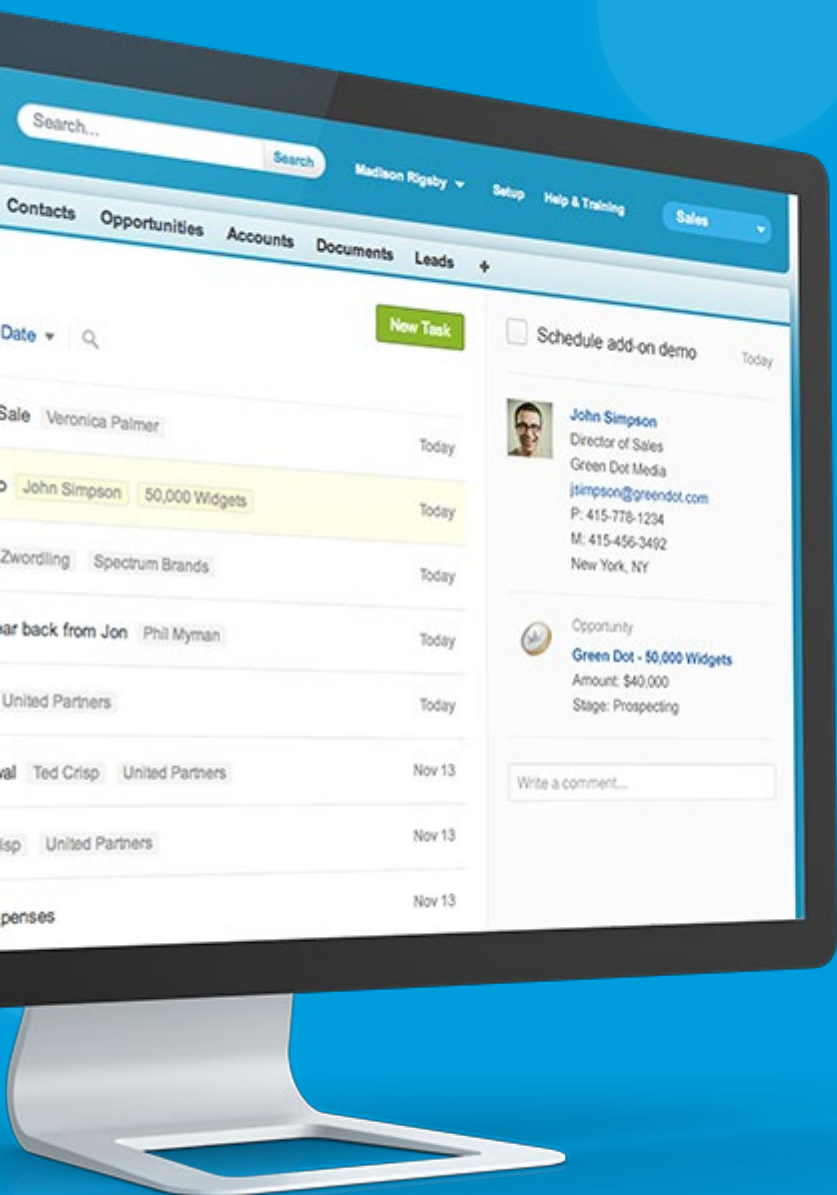 Search...
Search
Madison Rigsby
Setup
Help & Training
Sales
Contacts
Opportunities
Accounts
Documents
Leads
+
Date
New Task
Sale Veronica Palmer Today
John Simpson 50,000 Widgets Today
Zwordling Spectrum Brands Today
back from Jon Phil Myman Today
United Partners Today
Ted Crisp United Partners Nov 13
United Partners Nov 13
Nov 13
Schedule add-on demo Today
John Simpson
Director of Sales
Green Dot Media
jsimpson@greendot.com
P: 415-778-1234
M: 415-456-3492
New York, NY
Opportunity
Green Dot - 50,000 Widgets
Amount: $40,000
Stage: Prospecting
Write a comment...